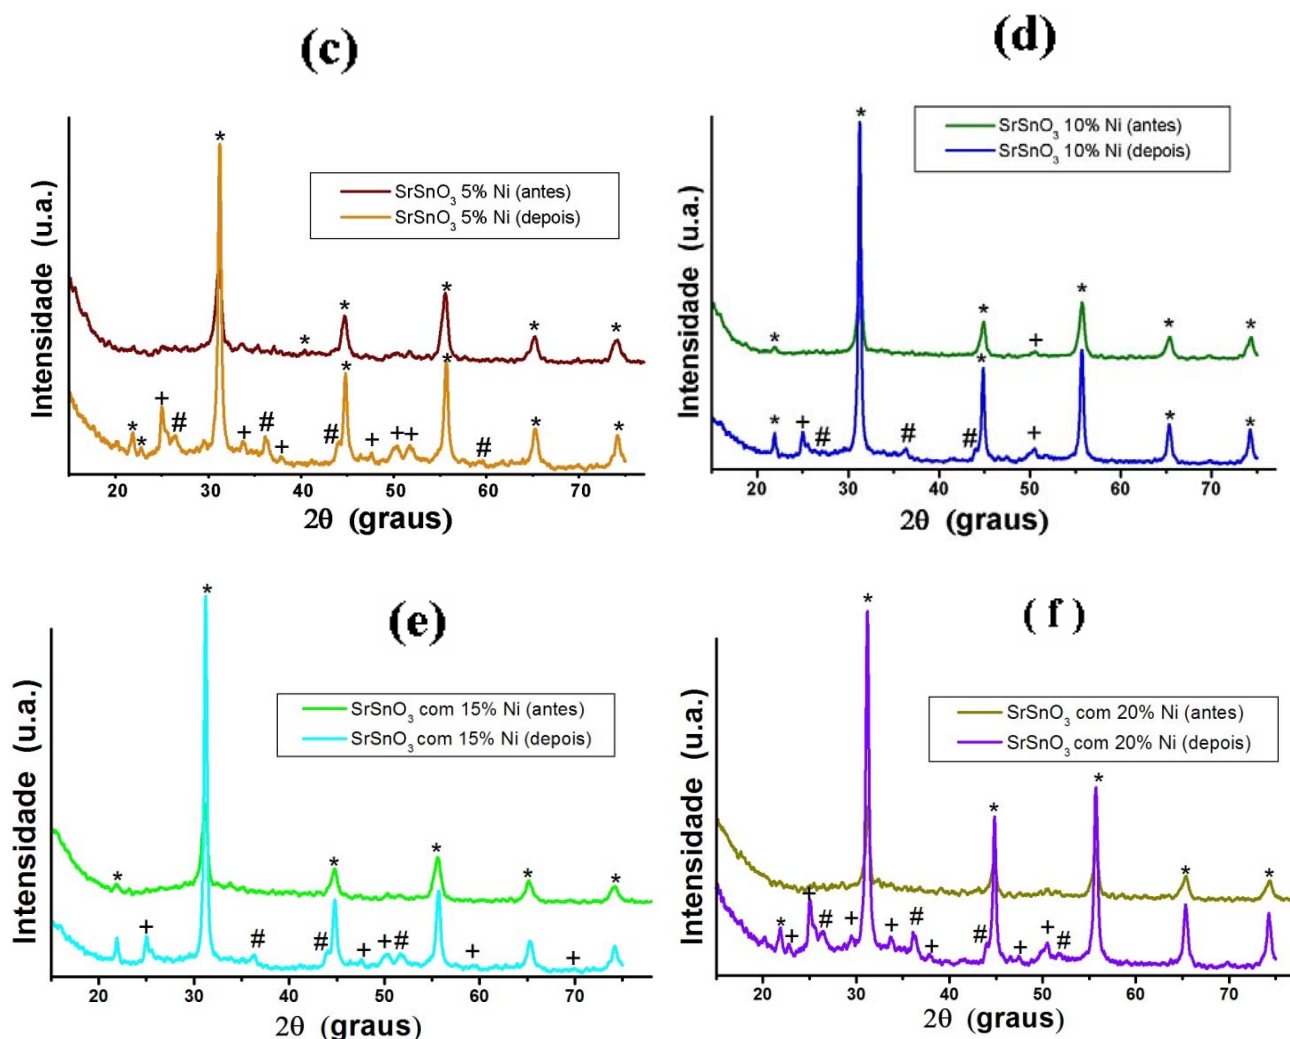 (c)
* * * * * *
* * + # * + # + # * + + + * # * *
Intensidade (u.a.)
SrSnO3 5% Ni (antes)
SrSnO3 5% Ni (depois)
20 30 40 50 60 70
2θ (graus)
(d)
* * * + * * *
* + # # # * + * *
Intensidade (u.a.)
SrSnO3 10% Ni (antes)
SrSnO3 10% Ni (depois)
20 30 40 50 60 70
2θ (graus)
(e)
* * * * * *
+ # # + + # + +
Intensidade (u.a.)
SrSnO3 com 15% Ni (antes)
SrSnO3 com 15% Ni (depois)
20 30 40 50 60 70
2θ (graus)
( f )
* * * * *
* + + # + + # + # + + #
Intensidade (u.a.)
SrSnO3 com 20% Ni (antes)
SrSnO3 com 20% Ni (depois)
20 30 40 50 60 70
2θ (graus)